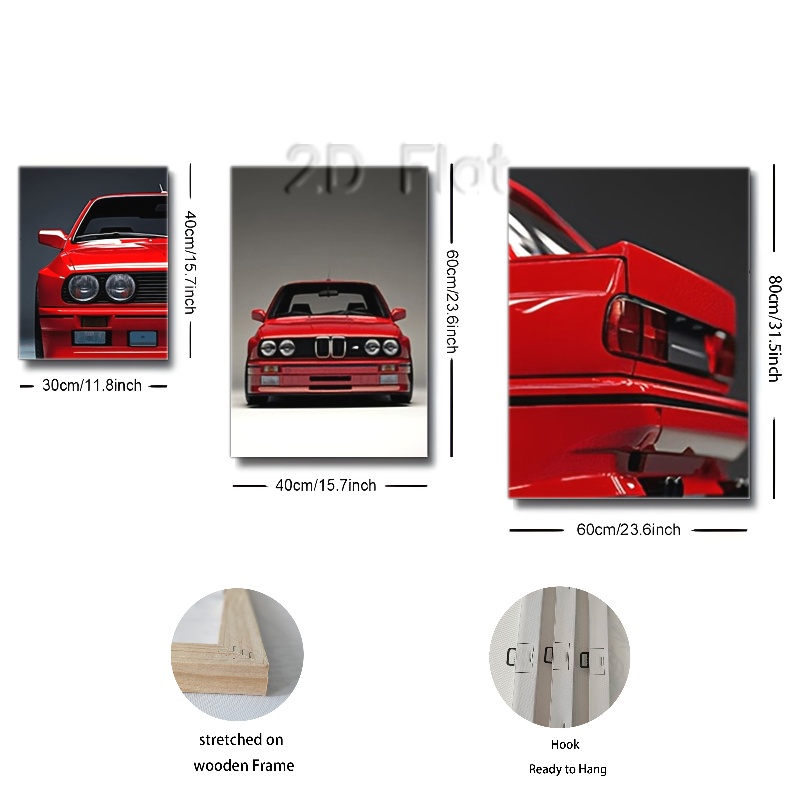 2D Flat
40cm/15.7inch
30cm/11.8inch
60cm/23.6inch
40cm/15.7inch
80cm/31.5inch
60cm/23.6inch
stretched on
wooden Frame
Hook
Ready to Hang